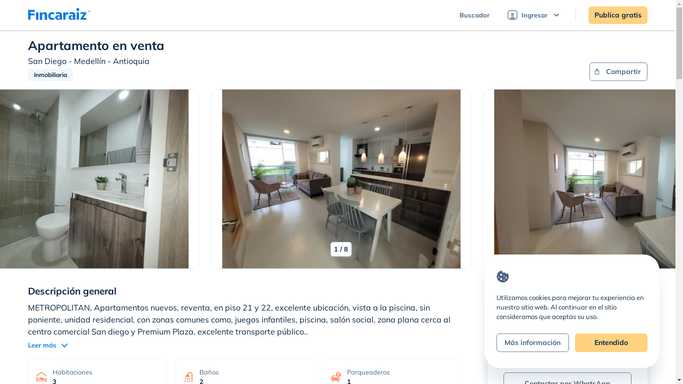 Fincaraiz
Buscador
Ingresar
Publica gratis
Apartamento en venta
San Diego - Medellín - Antioquia
Inmobiliaria
Compartir
1 / 8
Descripción general
METROPOLITAN, Apartamentos nuevos, reventa, en piso 21 y 22, excelente ubicación, vista a la piscina, sin
poniente, unidad residencial, con zonas comunes como, juegos infantiles, piscina, salón social, zona plana cerca al
centro comercial San diego y Premium Plaza, excelente transporte público..
Leer más
Habitaciones
3
Baños
2
Parqueaderos
1
Utilizamos cookies para mejorar tu experiencia en
nuestro sitio web. Al continuar en el sitio
consideramos que aceptas su uso.
Más información
Entendido
Contactar por WhatsApp